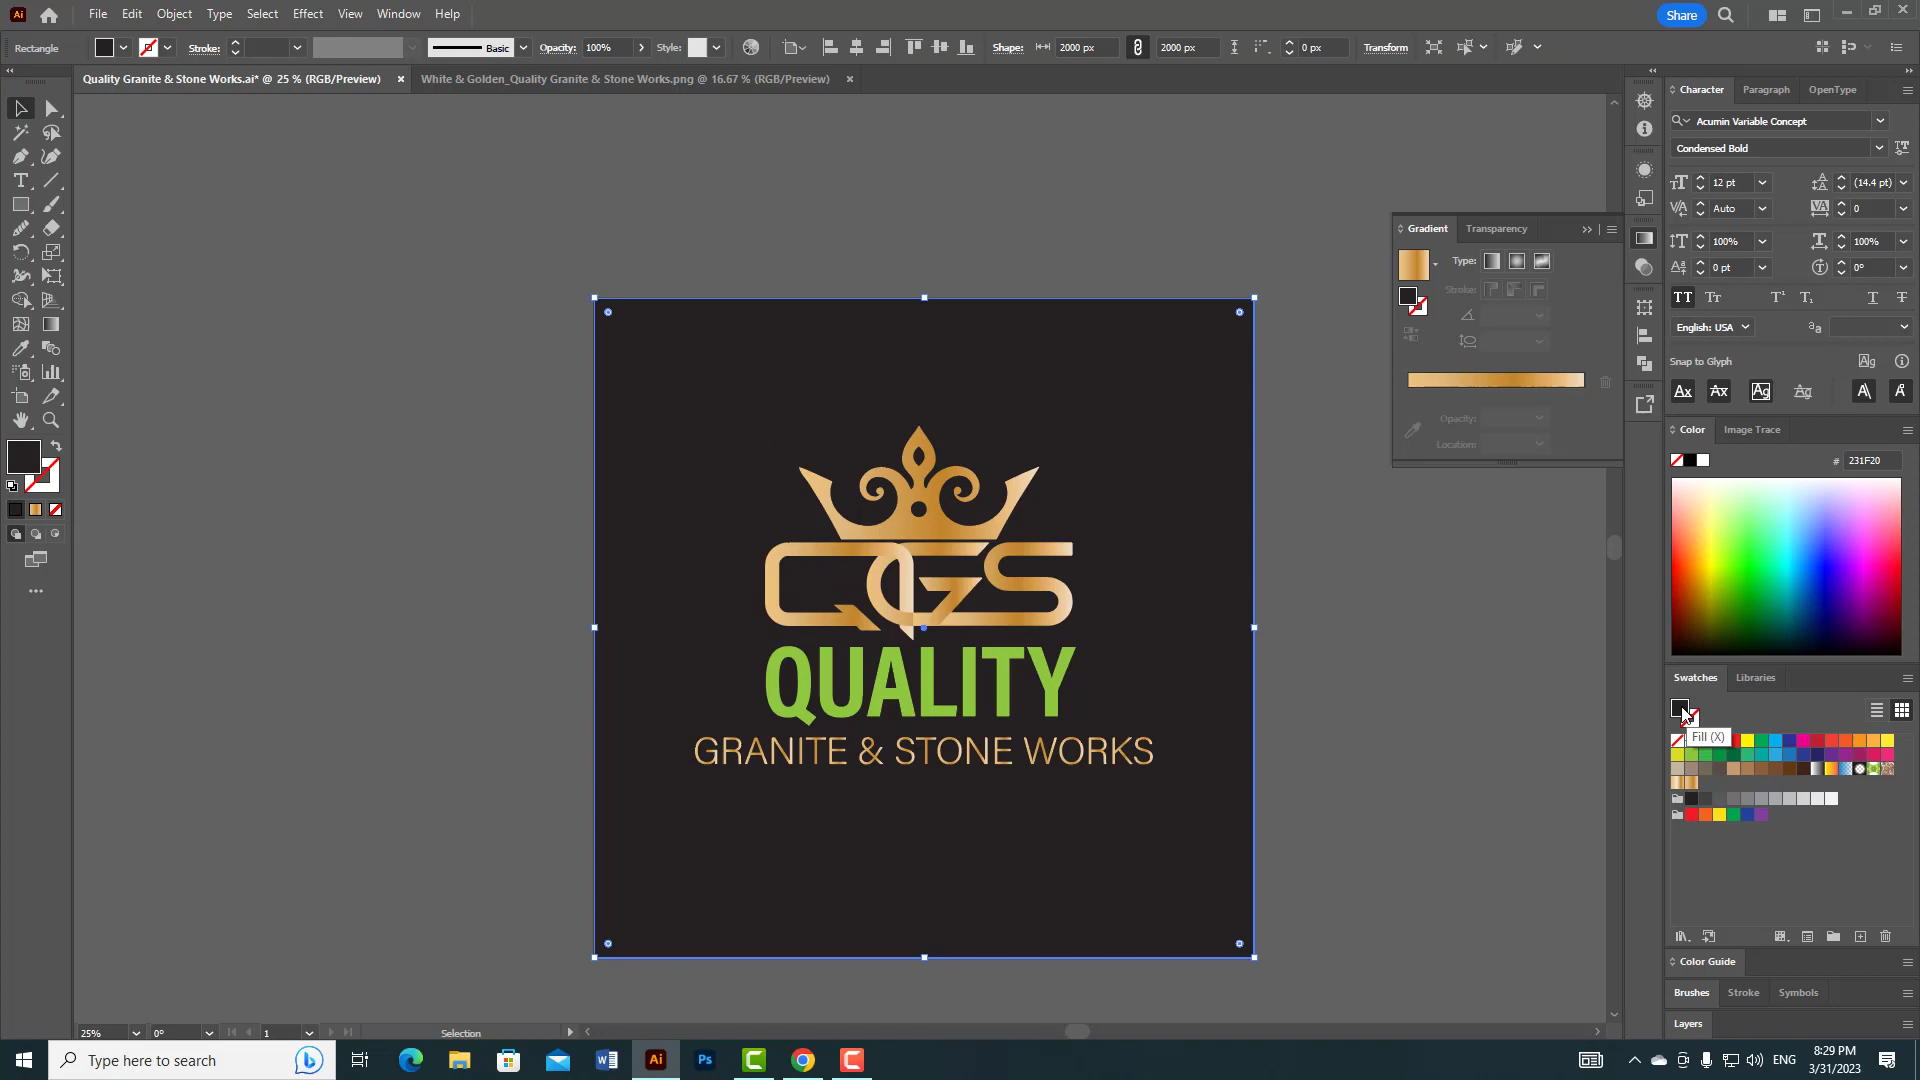 Ai File Edit Object Type Select Effect View Window Help Share
Rectangle Stroke: Basic Opacity: 100% Style: Shape: 2000 px 2000 px 0 px Transform
Quality Granite & Stone Works.ai* @ 25 % (RGB/Preview) × White & Golden_Quality Granite & Stone Works.png @ 16.67 % (RGB/Preview) ×
Character Paragraph OpenType
Acumin Variable Concept
Condensed Bold
12 pt (14.4 pt)
Auto 0
100% 100%
0 pt 0°
English: USA
Snap to Glyph
Gradient Transparency
Type:
Stroke:
Opacity:
Location:
Color Image Trace
# 231F20
Swatches Libraries
Fill (X)
Color Guide
Brushes Stroke Symbols
Layers
QGS
QUALITY
GRANITE & STONE WORKS
25% 0° 1 Selection
Type here to search
ENG
8:29 PM
3/31/2023